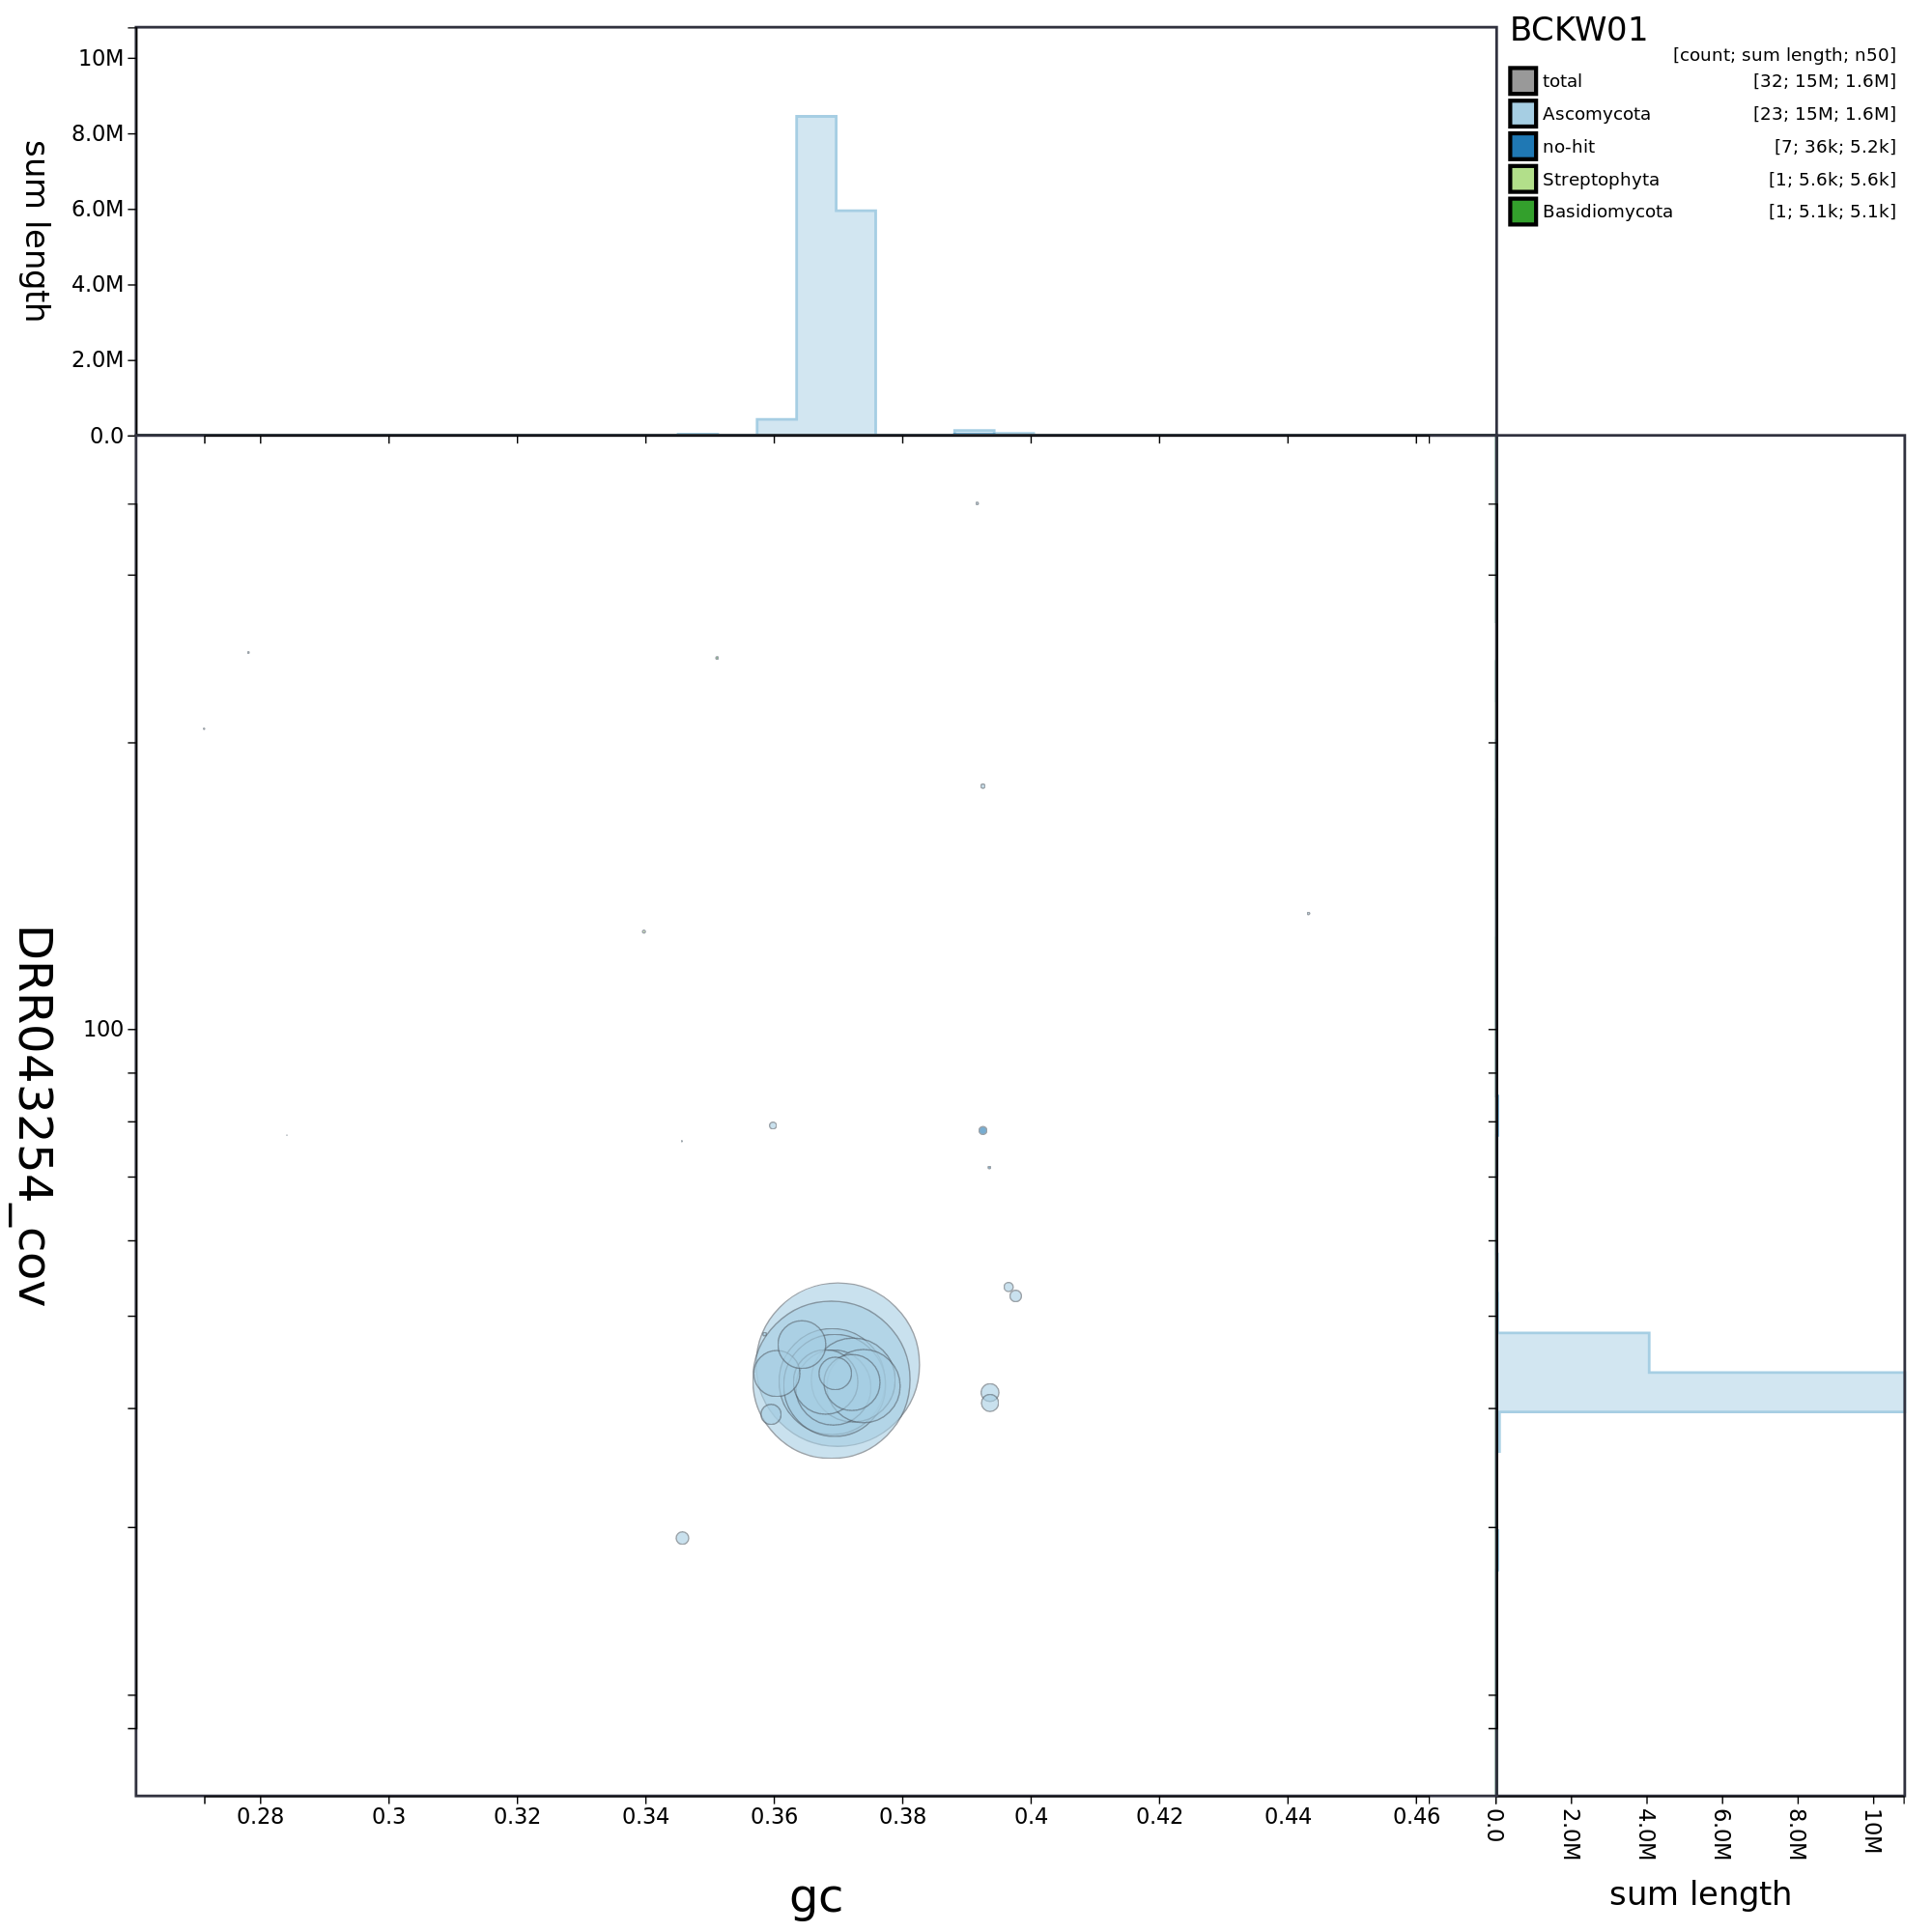 BCKW01
[count; sum length; n50]
total [32; 15M; 1.6M]
Ascomycota [23; 15M; 1.6M]
no-hit [7; 36k; 5.2k]
Streptophyta [1; 5.6k; 5.6k]
Basidiomycota [1; 5.1k; 5.1k]
sum length
10M
8.0M
6.0M
4.0M
2.0M
0.0
DRR043254_cov
100
0.28 0.3 0.32 0.34 0.36 0.38 0.4 0.42 0.44 0.46
gc
0.0 2.0M 4.0M 6.0M 8.0M 10M
sum length